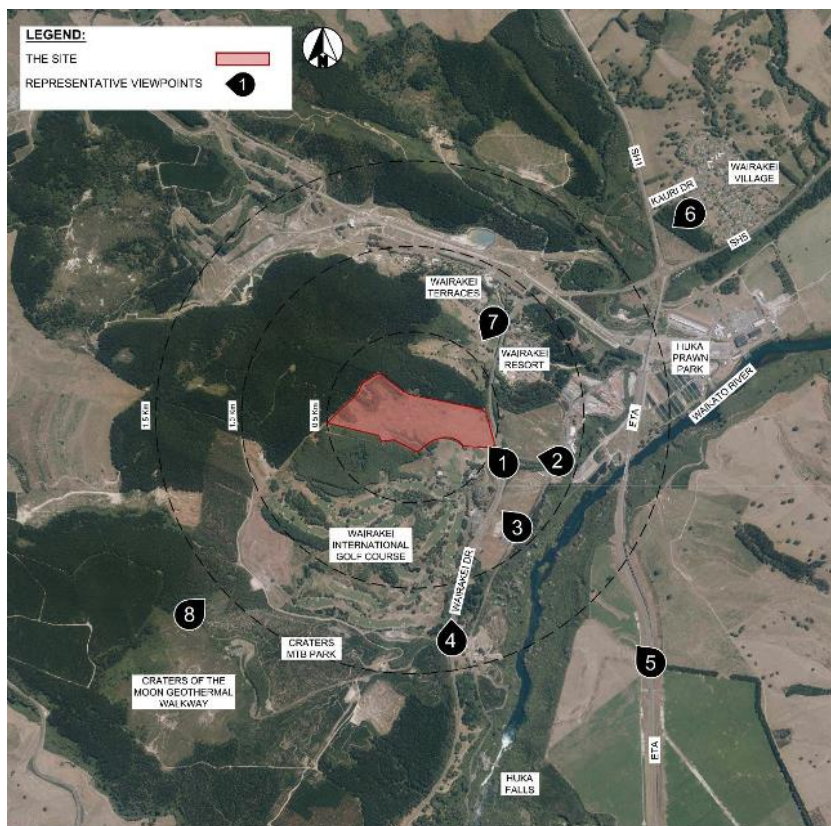 LEGEND:
THE SITE
REPRESENTATIVE VIEWPOINTS
1
N
SH1
WAIRAKEI
VILLAGE
KAURI DR
6
SH5
WAIRAKEI
TERRACES
7
WAIRAKEI
RESORT
HUKA
PRAWN
PARK
WAIKATO RIVER
ETA
1.5 Km
1.0 Km
0.5 Km
1
2
3
WAIRAKEI
INTERNATIONAL
GOLF COURSE
WAIRAKEI DR
8
4
CRATERS
MTB PARK
5
CRATERS OF THE
MOON GEOTHERMAL
WALKWAY
ETA
HUKA
FALLS